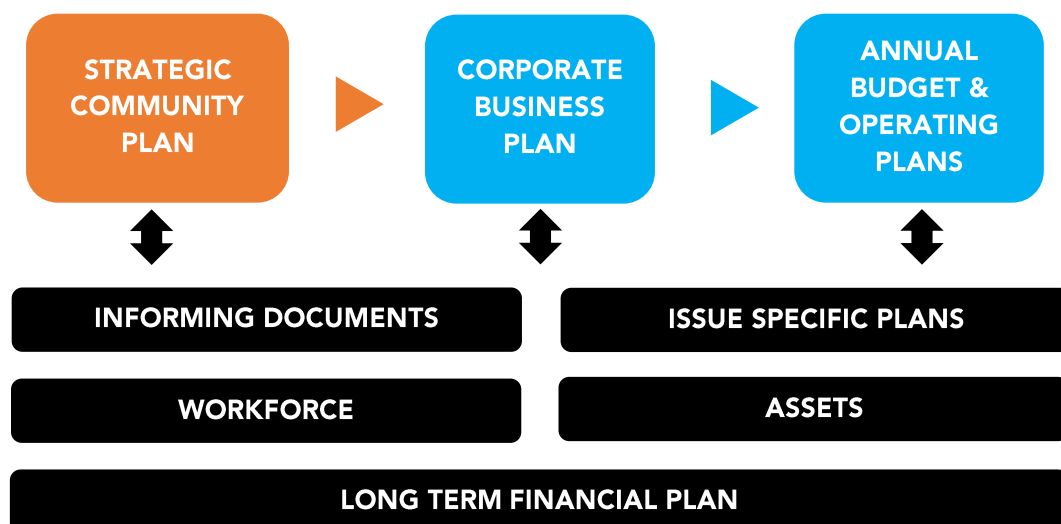 STRATEGIC
COMMUNITY
PLAN
CORPORATE
BUSINESS
PLAN
ANNUAL
BUDGET &
OPERATING
PLANS
INFORMING DOCUMENTS
ISSUE SPECIFIC PLANS
WORKFORCE
ASSETS
LONG TERM FINANCIAL PLAN